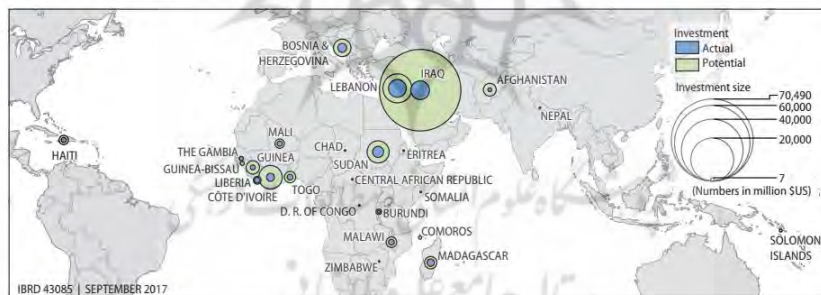 BOSNIA &
HERZEGOVINA
LEBANON
IRAQ
AFGHANISTAN
NEPAL
HAITI
MALI
THE GAMBIA
GUINEA
GUINEA-BISSAU
LIBERIA
CÔTE D'IVOIRE
TOGO
CHAD
SUDAN
ERITREA
CENTRAL AFRICAN REPUBLIC
SOMALIA
D. R. OF CONGO
BURUNDI
MALAWI
COMOROS
ZIMBABWE
MADAGASCAR
SOLOMON
ISLANDS
Investment
Actual
Potential
Investment size
70,490
60,000
40,000
20,000
7
(Numbers in million $US)
IBRD 43085 | SEPTEMBER 2017